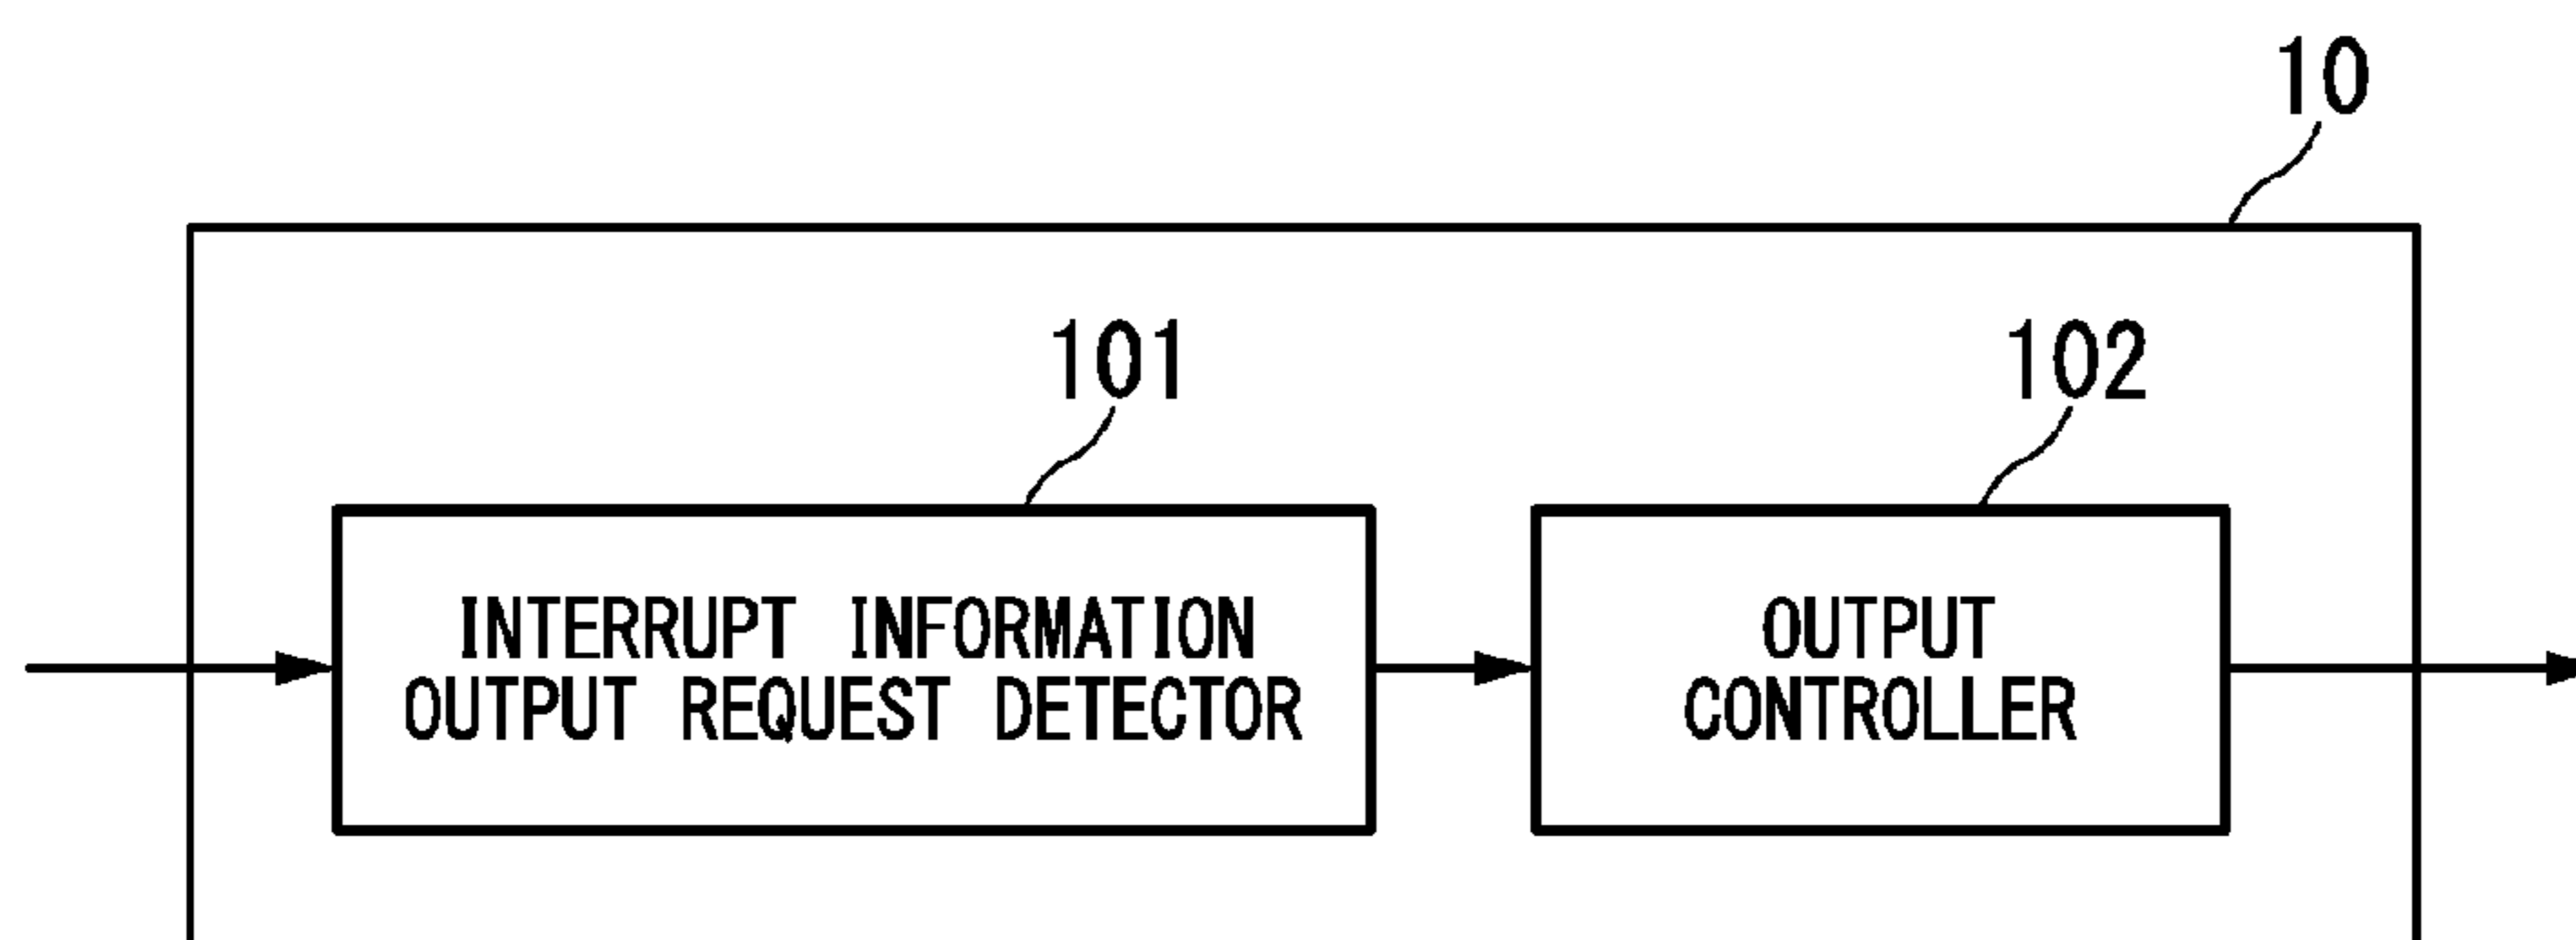 10
101
102
INTERRUPT INFORMATION
OUTPUT REQUEST DETECTOR
OUTPUT
CONTROLLER